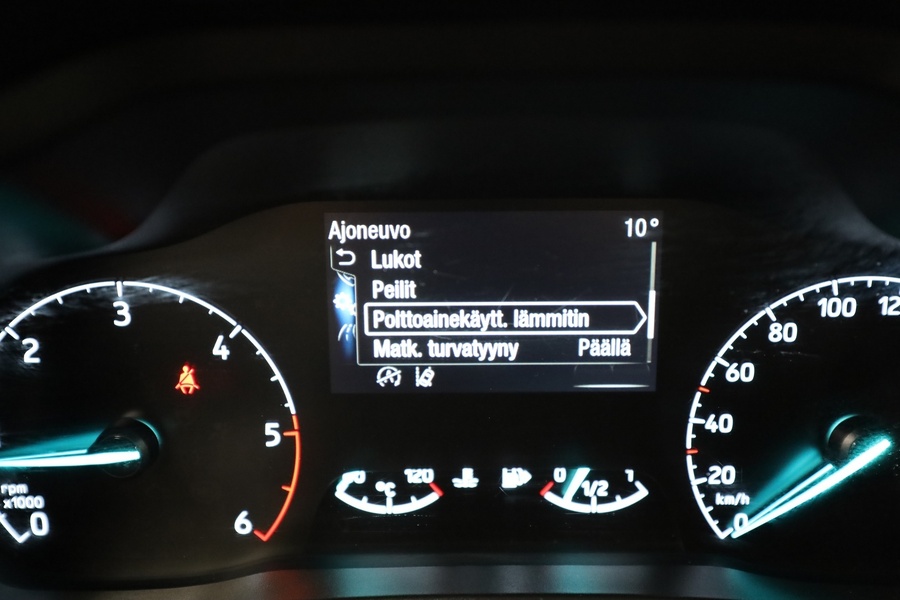 Ajoneuvo 10°
Lukot
Peilit
Polttoainekäytt. lämmitin
Matk. turvatyyny Päällä
2
3
4
5
6
rpm
x1000
0
120
°C
0
1/2
1
0
20
40
60
80
100
km/h